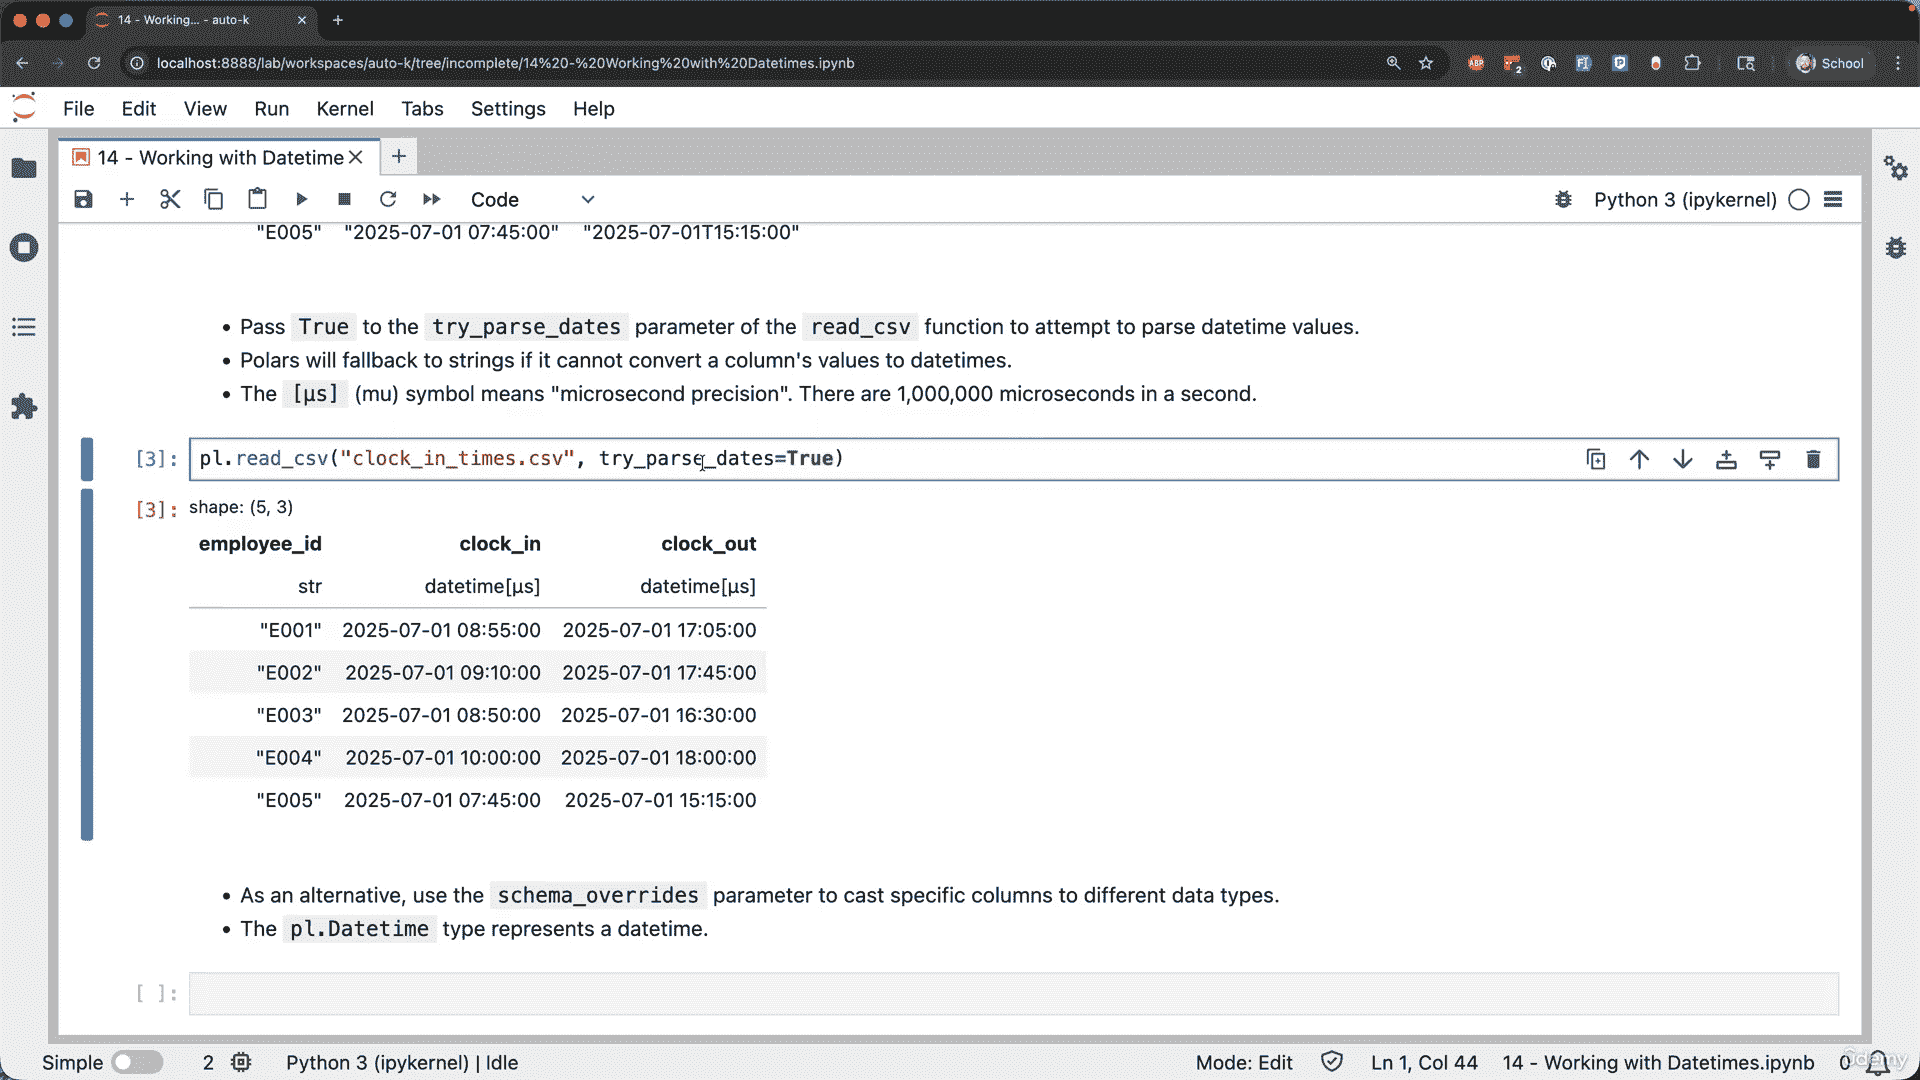 14 - Working... - auto-k
localhost:8888/lab/workspaces/auto-k/tree/incomplete/14%20-%20Working%20with%20Datetimes.ipynb
ABP
2
School
File Edit View Run Kernel Tabs Settings Help
14 - Working with Datetime
Code
Python 3 (ipykernel)
"E005" "2025-07-01 07:45:00" "2025-07-01T15:15:00"
• Pass True to the try_parse_dates parameter of the read_csv function to attempt to parse datetime values.
• Polars will fallback to strings if it cannot convert a column's values to datetimes.
• The [μs] (mu) symbol means "microsecond precision". There are 1,000,000 microseconds in a second.
[3]: pl.read_csv("clock_in_times.csv", try_parse_dates=True)
[3]: shape: (5, 3)
employee_id clock_in clock_out
str datetime[μs] datetime[μs]
"E001" 2025-07-01 08:55:00 2025-07-01 17:05:00
"E002" 2025-07-01 09:10:00 2025-07-01 17:45:00
"E003" 2025-07-01 08:50:00 2025-07-01 16:30:00
"E004" 2025-07-01 10:00:00 2025-07-01 18:00:00
"E005" 2025-07-01 07:45:00 2025-07-01 15:15:00
• As an alternative, use the schema_overrides parameter to cast specific columns to different data types.
• The pl.Datetime type represents a datetime.
[ ]:
Simple 2 Python 3 (ipykernel) | Idle Mode: Edit Ln 1, Col 44 14 - Working with Datetimes.ipynb 0
udemy